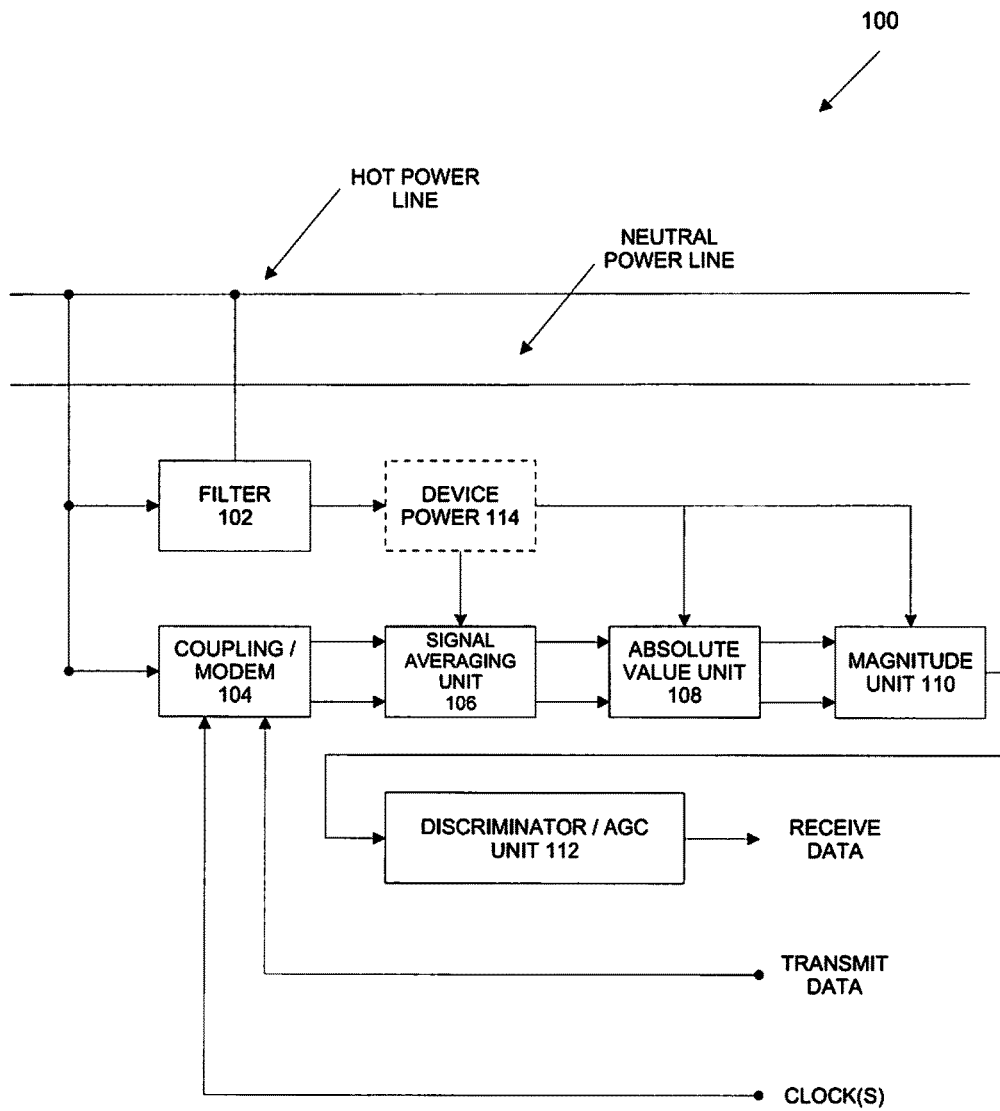 100
HOT POWER
LINE
NEUTRAL
POWER LINE
FILTER
102
DEVICE
POWER 114
COUPLING /
MODEM
104
SIGNAL
AVERAGING
UNIT
106
ABSOLUTE
VALUE UNIT
108
MAGNITUDE
UNIT 110
DISCRIMINATOR / AGC
UNIT 112
RECEIVE
DATA
TRANSMIT
DATA
CLOCK(S)